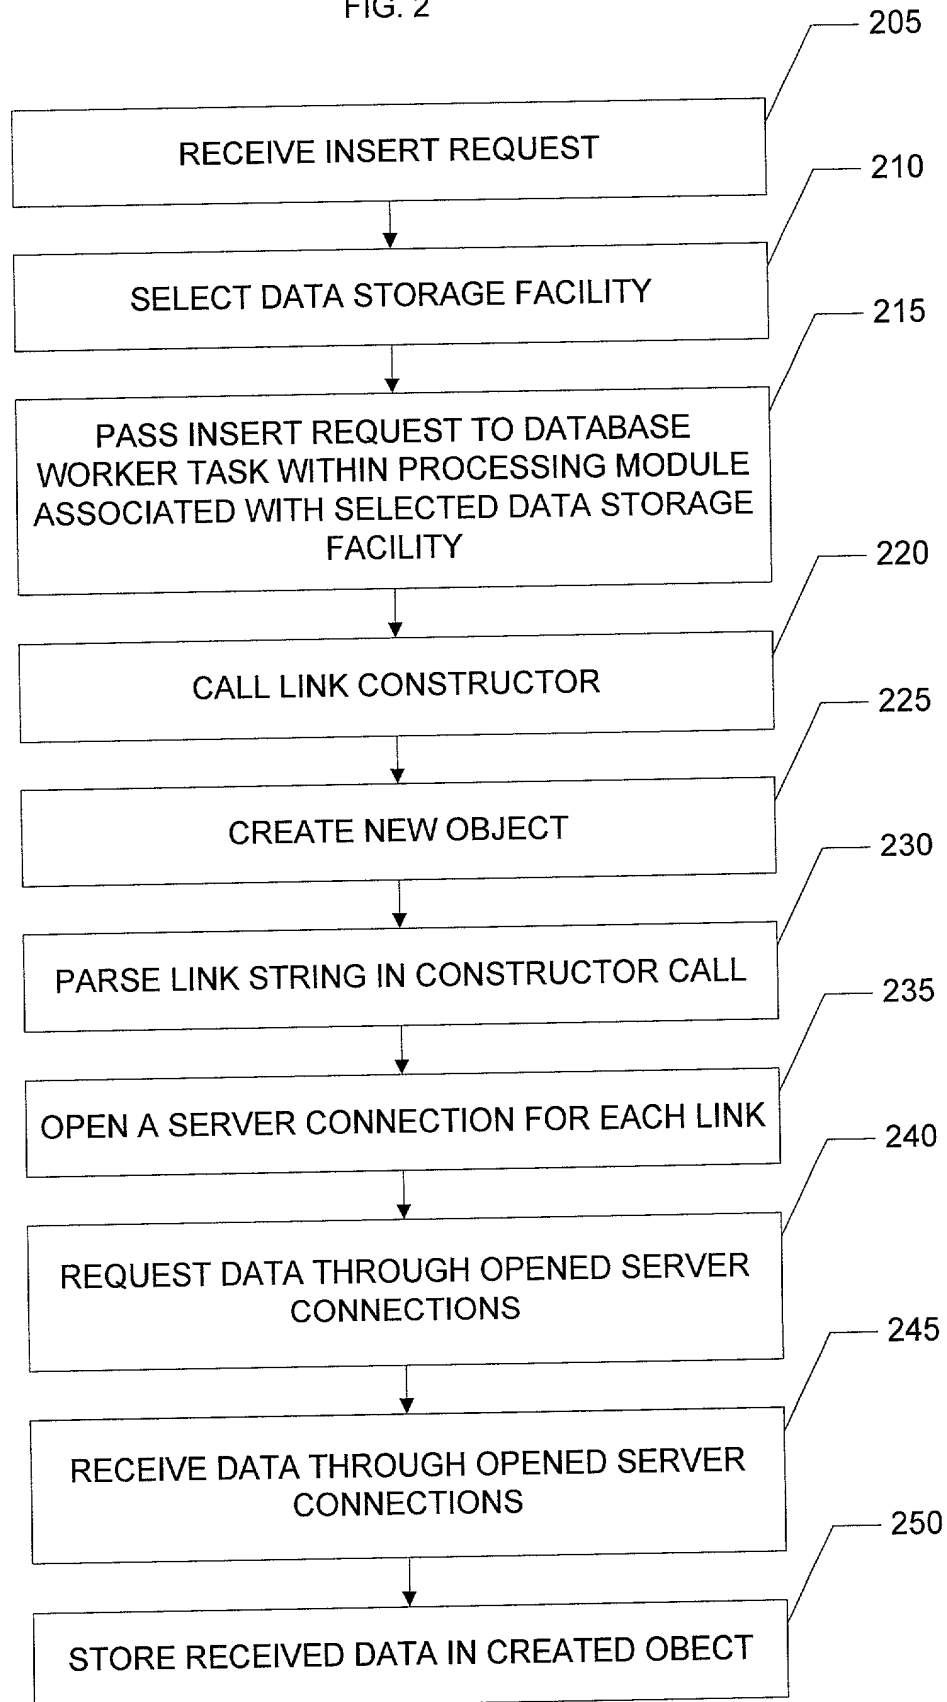 FIG. 2
205
RECEIVE INSERT REQUEST
210
SELECT DATA STORAGE FACILITY
215
PASS INSERT REQUEST TO DATABASE
WORKER TASK WITHIN PROCESSING MODULE
ASSOCIATED WITH SELECTED DATA STORAGE
FACILITY
220
CALL LINK CONSTRUCTOR
225
CREATE NEW OBJECT
230
PARSE LINK STRING IN CONSTRUCTOR CALL
235
OPEN A SERVER CONNECTION FOR EACH LINK
240
REQUEST DATA THROUGH OPENED SERVER
CONNECTIONS
245
RECEIVE DATA THROUGH OPENED SERVER
CONNECTIONS
250
STORE RECEIVED DATA IN CREATED OBECT